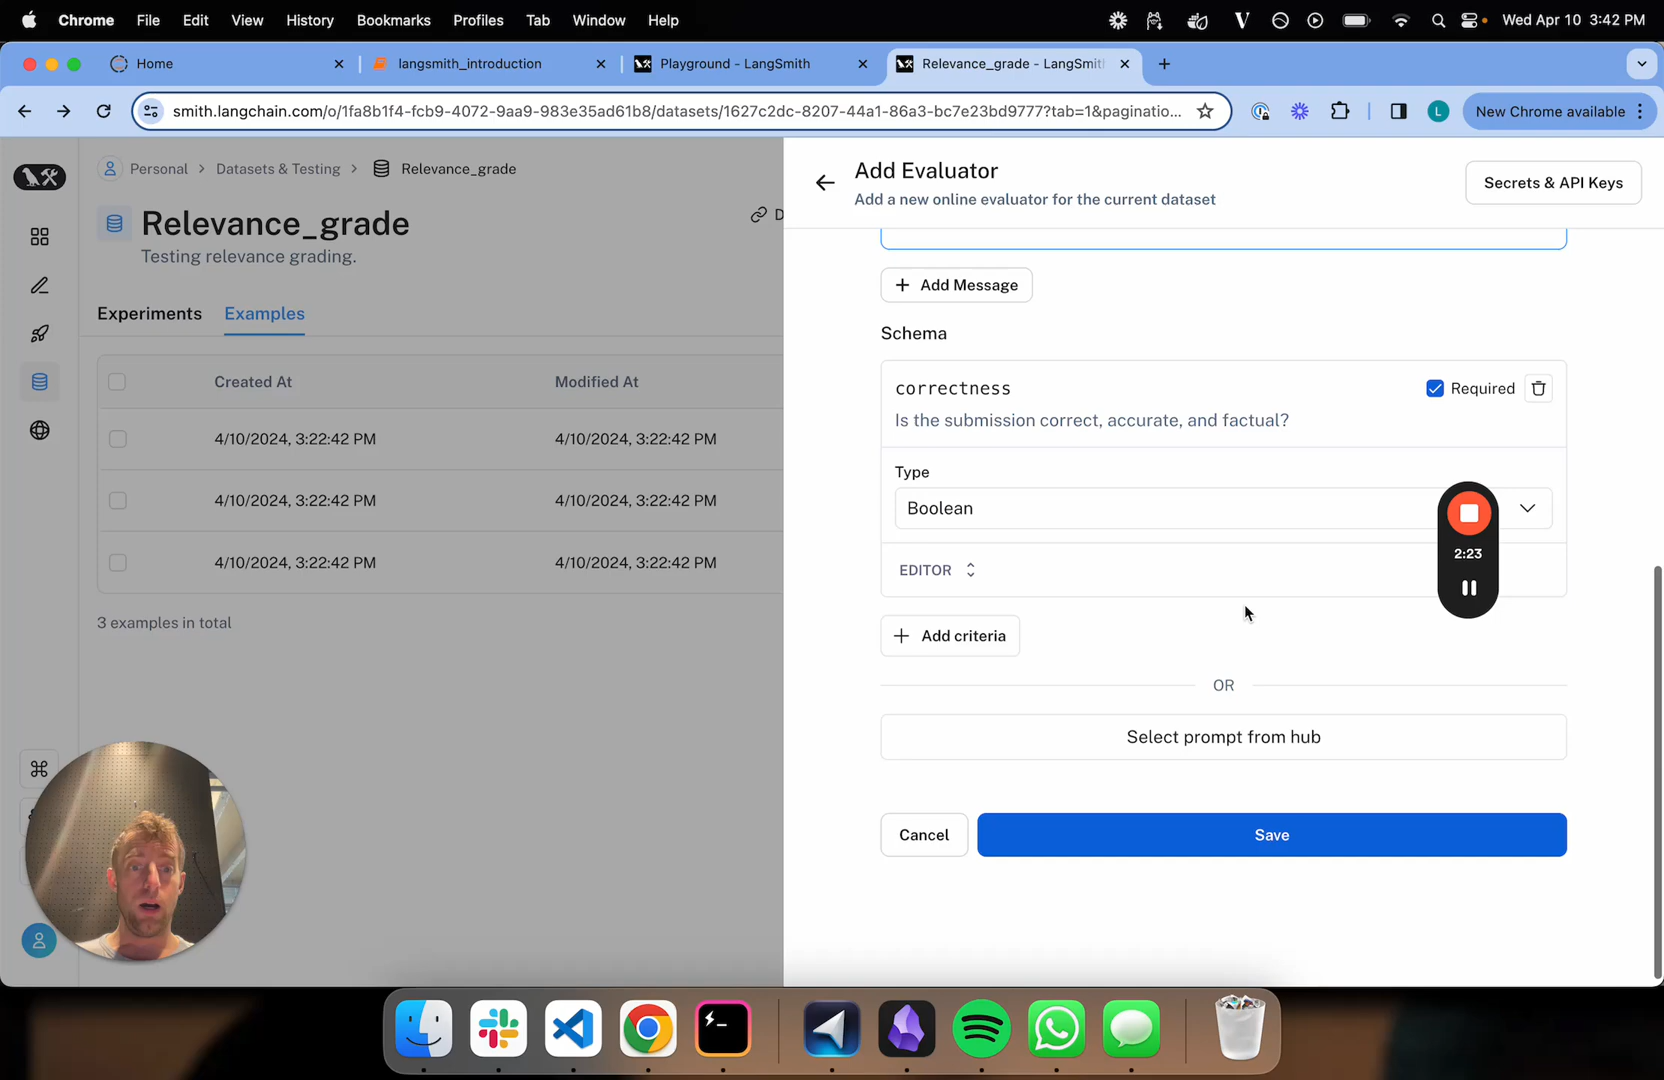 Chrome File Edit View History Bookmarks Profiles Tab Window Help
Wed Apr 10 3:42 PM
Home
langsmith_introduction
Playground - LangSmith
Relevance_grade - LangSmith
smith.langchain.com/o/1fa8b1f4-fcb9-4072-9aa9-983e35ad61b8/datasets/1627c2dc-8207-44a1-86a3-bc7e23bd9777?tab=1&paginatio...
L
New Chrome available
Personal > Datasets & Testing > Relevance_grade
Relevance_grade
Testing relevance grading.
Experiments Examples
Created At Modified At
4/10/2024, 3:22:42 PM 4/10/2024, 3:22:42 PM
4/10/2024, 3:22:42 PM 4/10/2024, 3:22:42 PM
4/10/2024, 3:22:42 PM 4/10/2024, 3:22:42 PM
3 examples in total
Add Evaluator
Add a new online evaluator for the current dataset
Secrets & API Keys
+ Add Message
Schema
correctness
Required
Is the submission correct, accurate, and factual?
Type
Boolean
2:23
EDITOR
+ Add criteria
OR
Select prompt from hub
Cancel
Save